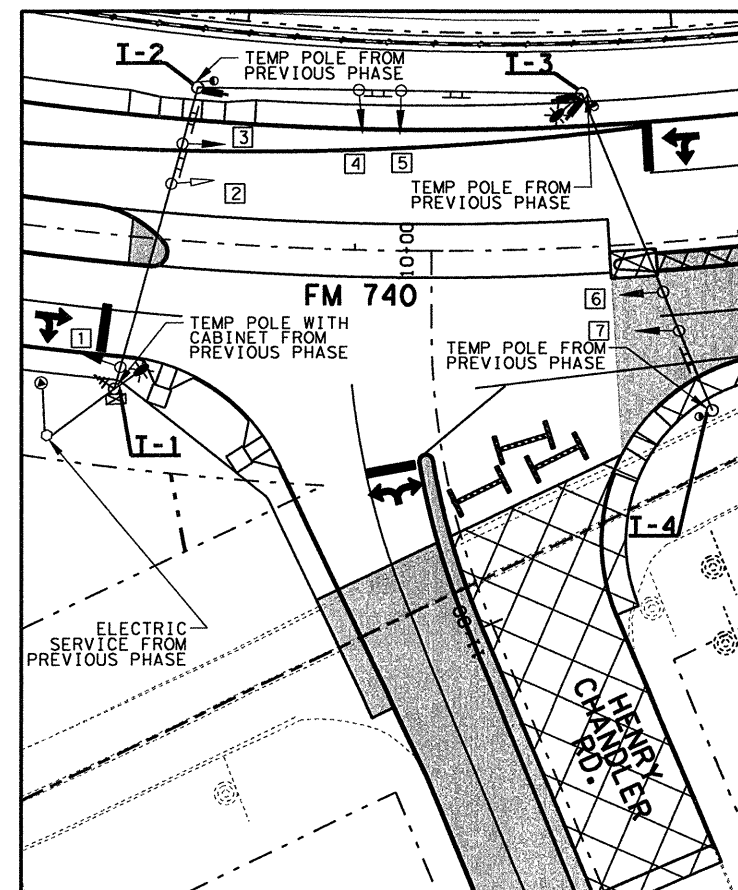 T-2
TEMP POLE FROM
PREVIOUS PHASE
T-3
3
4
5
2
TEMP POLE FROM
PREVIOUS PHASE
10+00
6
FM 740
7
1
TEMP POLE WITH
CABINET FROM
PREVIOUS PHASE
TEMP POLE FROM
PREVIOUS PHASE
T-1
T-4
ELECTRIC
SERVICE FROM
PREVIOUS PHASE
HENRY
CHANDLER
RD.